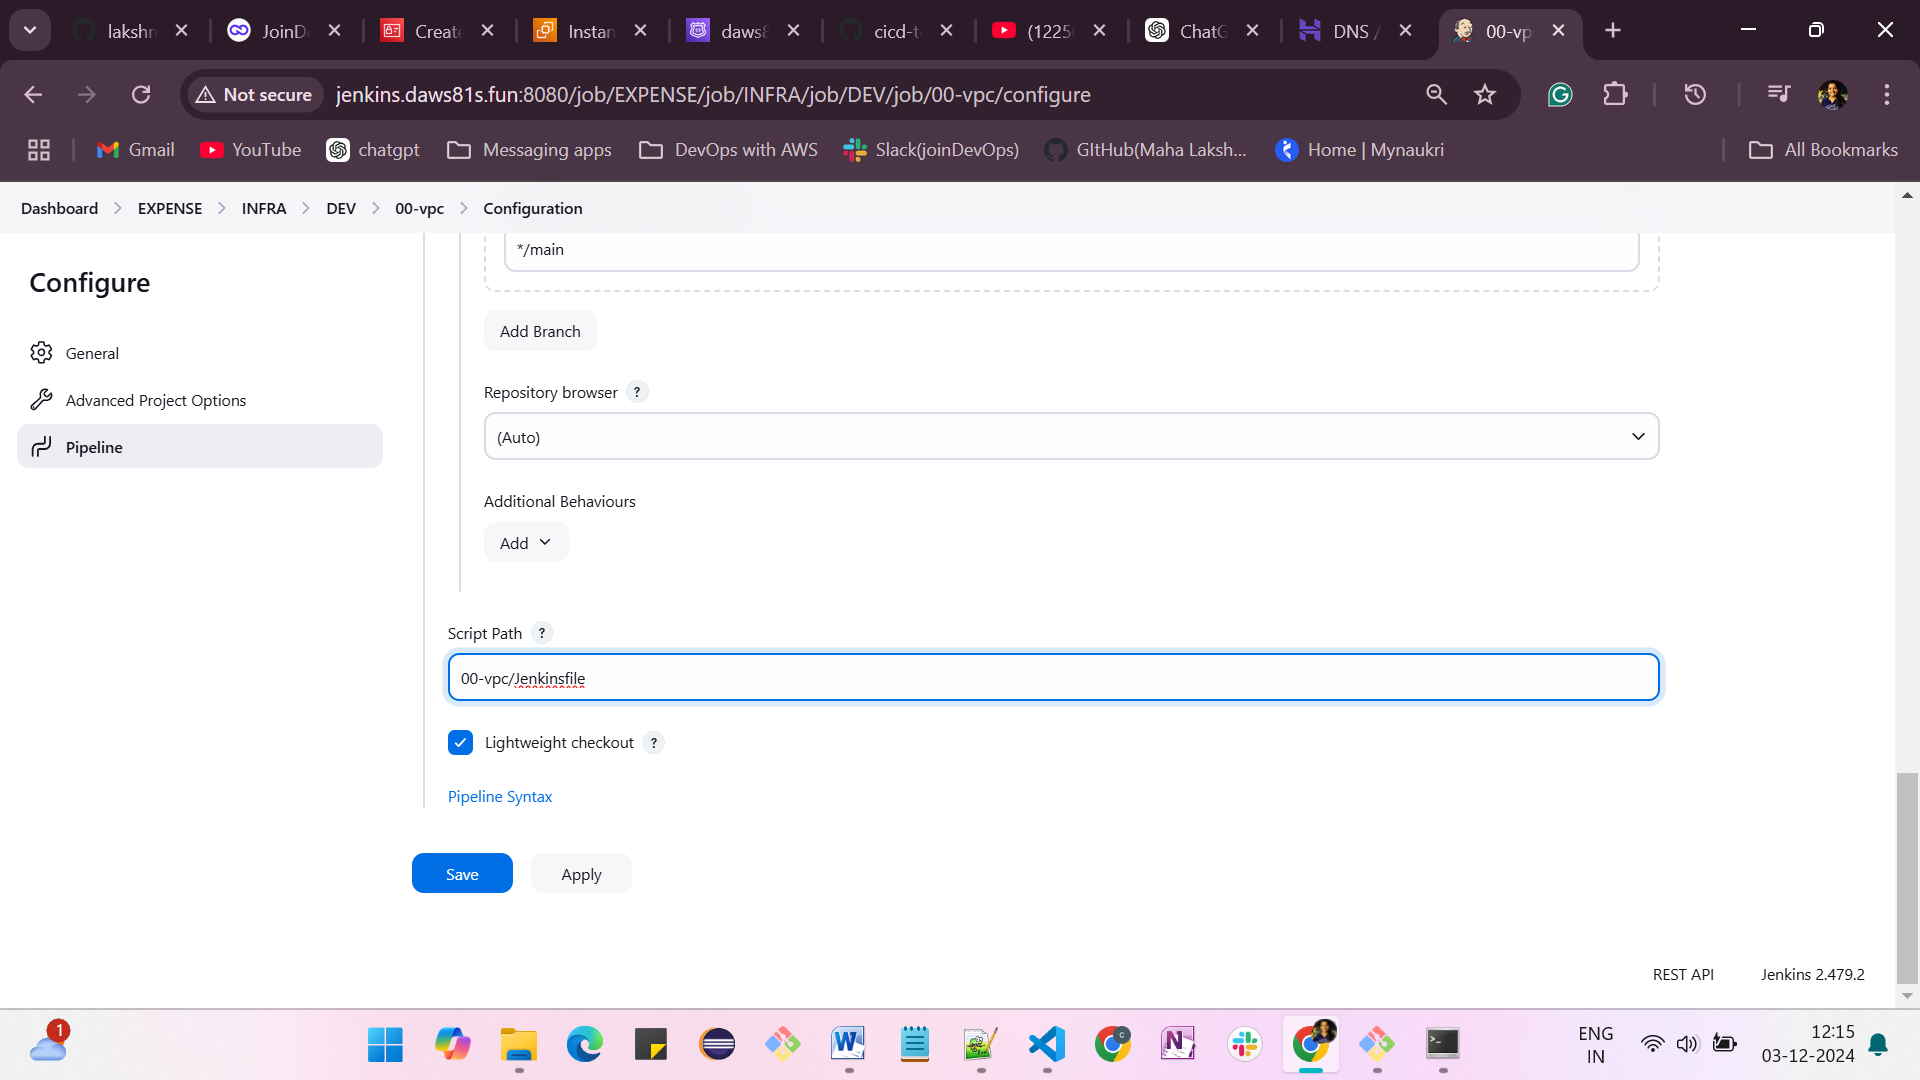 lakshm
JoinD
Create
Instan
daws8
cicd-t
(1225
ChatG
DNS /
00-vp
Not secure
jenkins.daws81s.fun:8080/job/EXPENSE/job/INFRA/job/DEV/job/00-vpc/configure
Gmail
YouTube
chatgpt
Messaging apps
DevOps with AWS
Slack(joinDevOps)
GItHub(Maha Laksh...
Home | Mynaukri
All Bookmarks
Dashboard > EXPENSE > INFRA > DEV > 00-vpc > Configuration
Configure
General
Advanced Project Options
Pipeline
*/main
Add Branch
Repository browser ?
(Auto)
Additional Behaviours
Add
Script Path ?
00-vpc/Jenkinsfile
Lightweight checkout ?
Pipeline Syntax
Save
Apply
REST API
Jenkins 2.479.2
1
ENG
IN
12:15
03-12-2024